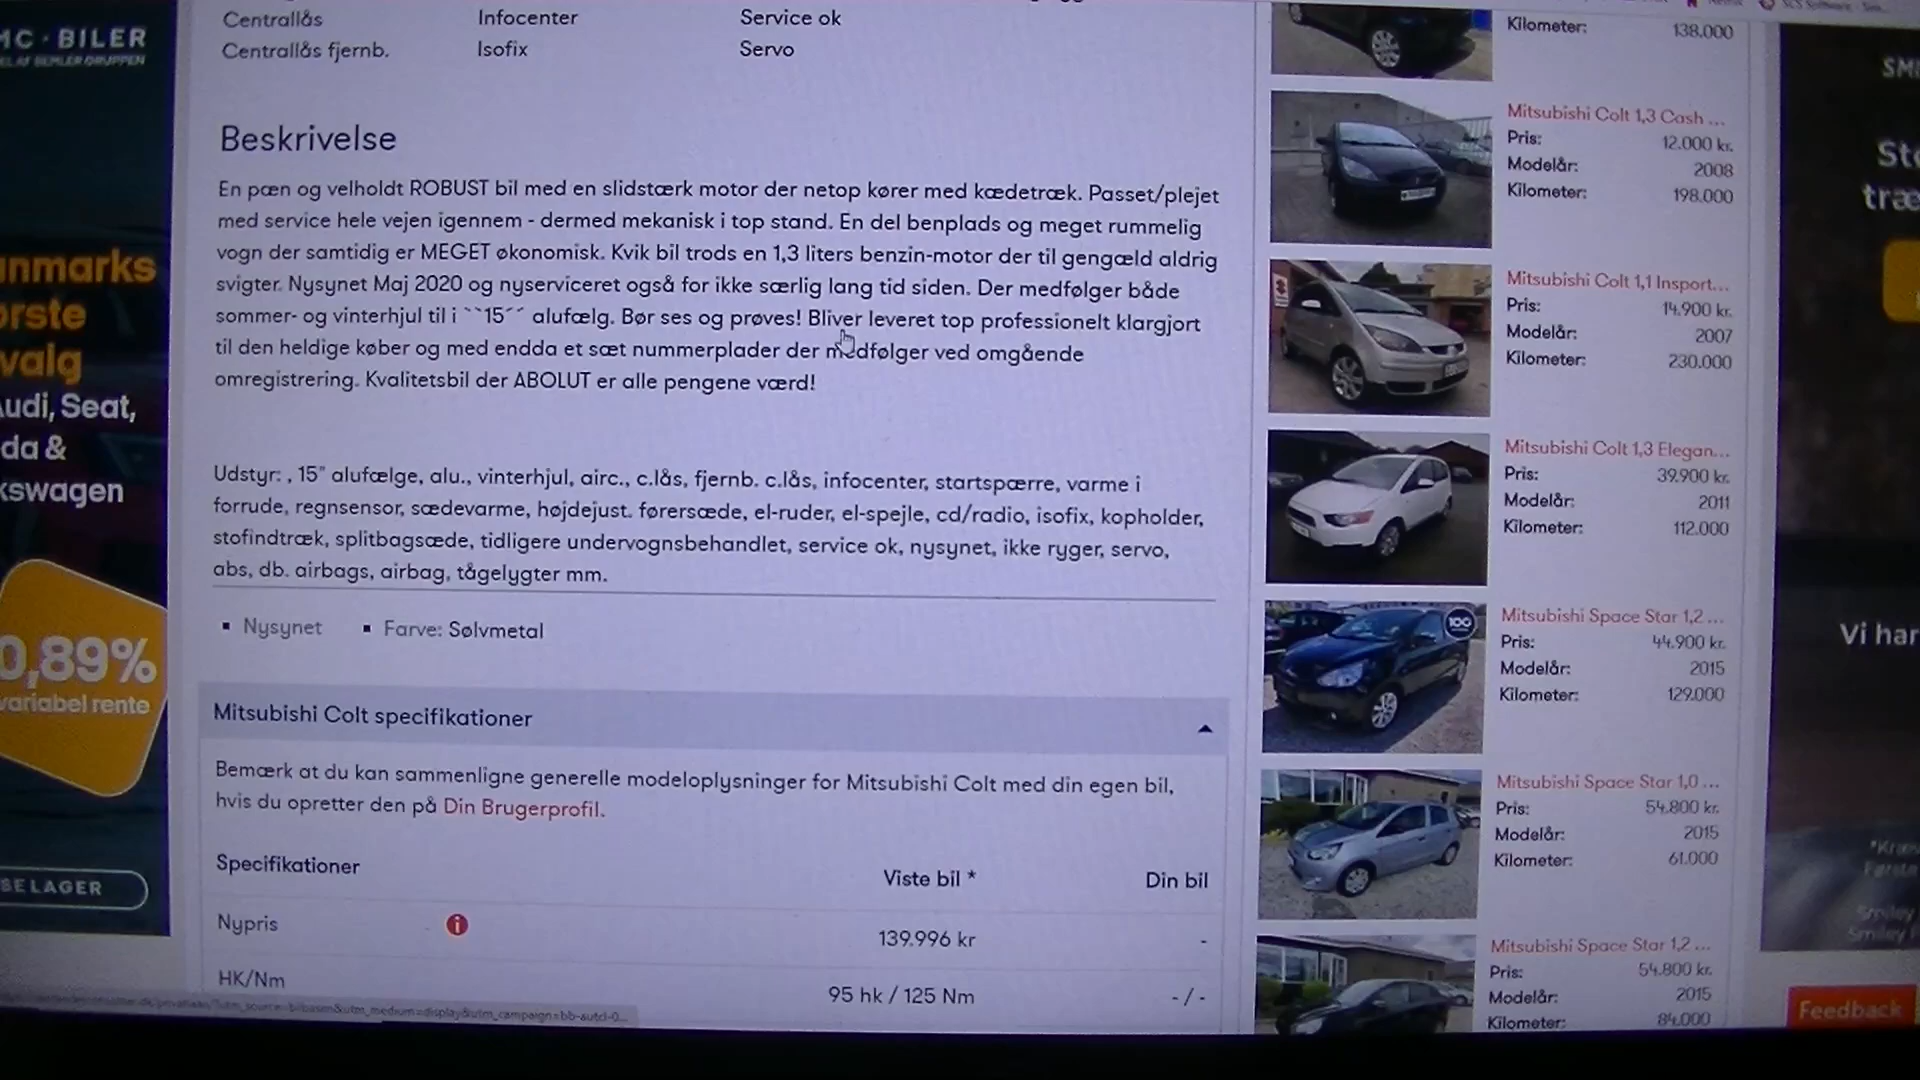 MC · BILER
Centrallås Infocenter Service ok
Centrallås fjernb. Isofix Servo
Beskrivelse
En pæn og velholdt ROBUST bil med en slidstærk motor der netop kører med kædetræk. Passet/plejet
med service hele vejen igennem - dermed mekanisk i top stand. En del benplads og meget rummelig
vogn der samtidig er MEGET økonomisk. Kvik bil trods en 1,3 liters benzin-motor der til gengæld aldrig
svigter. Nysynet Maj 2020 og nyserviceret også for ikke særlig lang tid siden. Der medfølger både
sommer- og vinterhjul til i ``15´´ alufælg. Bør ses og prøves! Bliver leveret top professionelt klargjort
til den heldige køber og med endda et sæt nummerplader der medfølger ved omgående
omregistrering. Kvalitetsbil der ABOLUT er alle pengene værd!
Udstyr: , 15" alufælge, alu., vinterhjul, airc., c.lås, fjernb. c.lås, infocenter, startspærre, varme i
forrude, regnsensor, sædevarme, højdejust. førersæde, el-ruder, el-spejle, cd/radio, isofix, kopholder,
stofindtræk, splitbagsæde, tidligere undervognsbehandlet, service ok, nysynet, ikke ryger, servo,
abs, db. airbags, airbag, tågelygter mm.
▪ Nysynet ▪ Farve: Sølvmetal
Mitsubishi Colt specifikationer
Bemærk at du kan sammenligne generelle modeloplysninger for Mitsubishi Colt med din egen bil,
hvis du opretter den på Din Brugerprofil.
Specifikationer Viste bil * Din bil
Nypris 139.996 kr -
HK/Nm 95 hk / 125 Nm - / -
nmarks
rste
valg
udi, Seat,
da &
kswagen
0,89%
variabel rente
SE LAGER
Kilometer: 138.000
Mitsubishi Colt 1,3 Cash ...
Pris: 12.000 kr.
Modelår: 2008
Kilometer: 198.000
Mitsubishi Colt 1,1 Insport...
Pris: 14.900 kr.
Modelår: 2007
Kilometer: 230.000
Mitsubishi Colt 1,3 Elegan...
Pris: 39.900 kr.
Modelår: 2011
Kilometer: 112.000
Mitsubishi Space Star 1,2 ...
Pris: 44.900 kr.
Modelår: 2015
Kilometer: 129.000
100
Mitsubishi Space Star 1,0 ...
Pris: 54.800 kr.
Modelår: 2015
Kilometer: 61.000
Mitsubishi Space Star 1,2 ...
Pris: 54.800 kr.
Modelår: 2015
Kilometer: 84.000
SMI
Ste
træ
Vi har
Smiley
Feedback